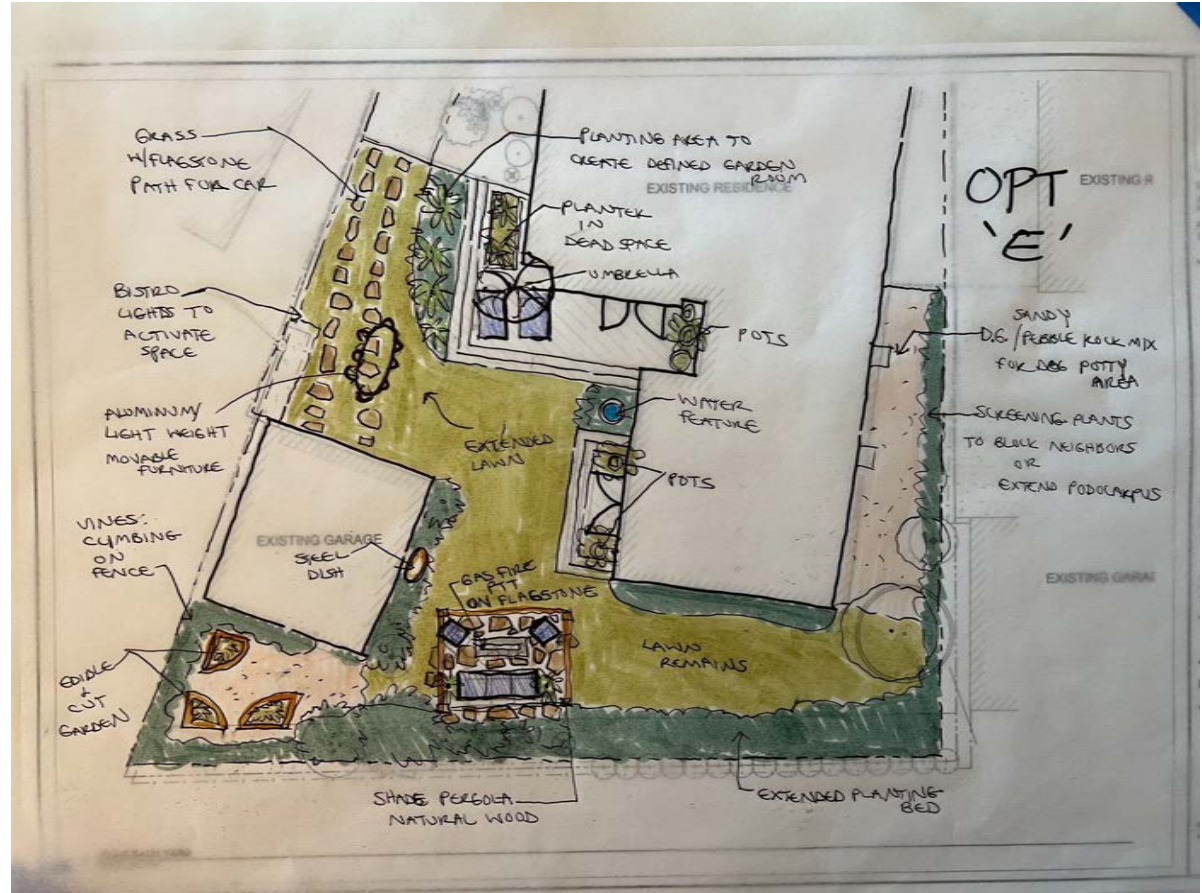 GRASS
W/FLAGSTONE
PATH FOR CAR
PLANTING AREA TO
CREATE DEFINED GARDEN
ROOM
EXISTING RESIDENCE
PLANTER
IN
DEAD SPACE
UMBRELLA
OPT
'E'
EXISTING R
BISTRO
LIGHTS TO
ACTIVATE
SPACE
POTS
SANDY
D.G./PEBBLE ROCK MIX
FOR DOG POTTY
AREA
ALUMINUM/
LIGHT WEIGHT
MOVABLE
FURNITURE
EXTENDED
LAWN
WATER
FEATURE
SCREENING PLANTS
TO BLOCK NEIGHBORS
OR
EXTEND PODOCARPUS
POTS
VINES:
CLIMBING
ON
FENCE
EXISTING GARAGE
STEEL
DISH
GAS FIRE
PIT
ON FLAGSTONE
EXISTING GARA
LAWN
REMAINS
EDIBLE
+
CUT
GARDEN
SHADE PERGOLA
NATURAL WOOD
EXTENDED PLANTING
BED